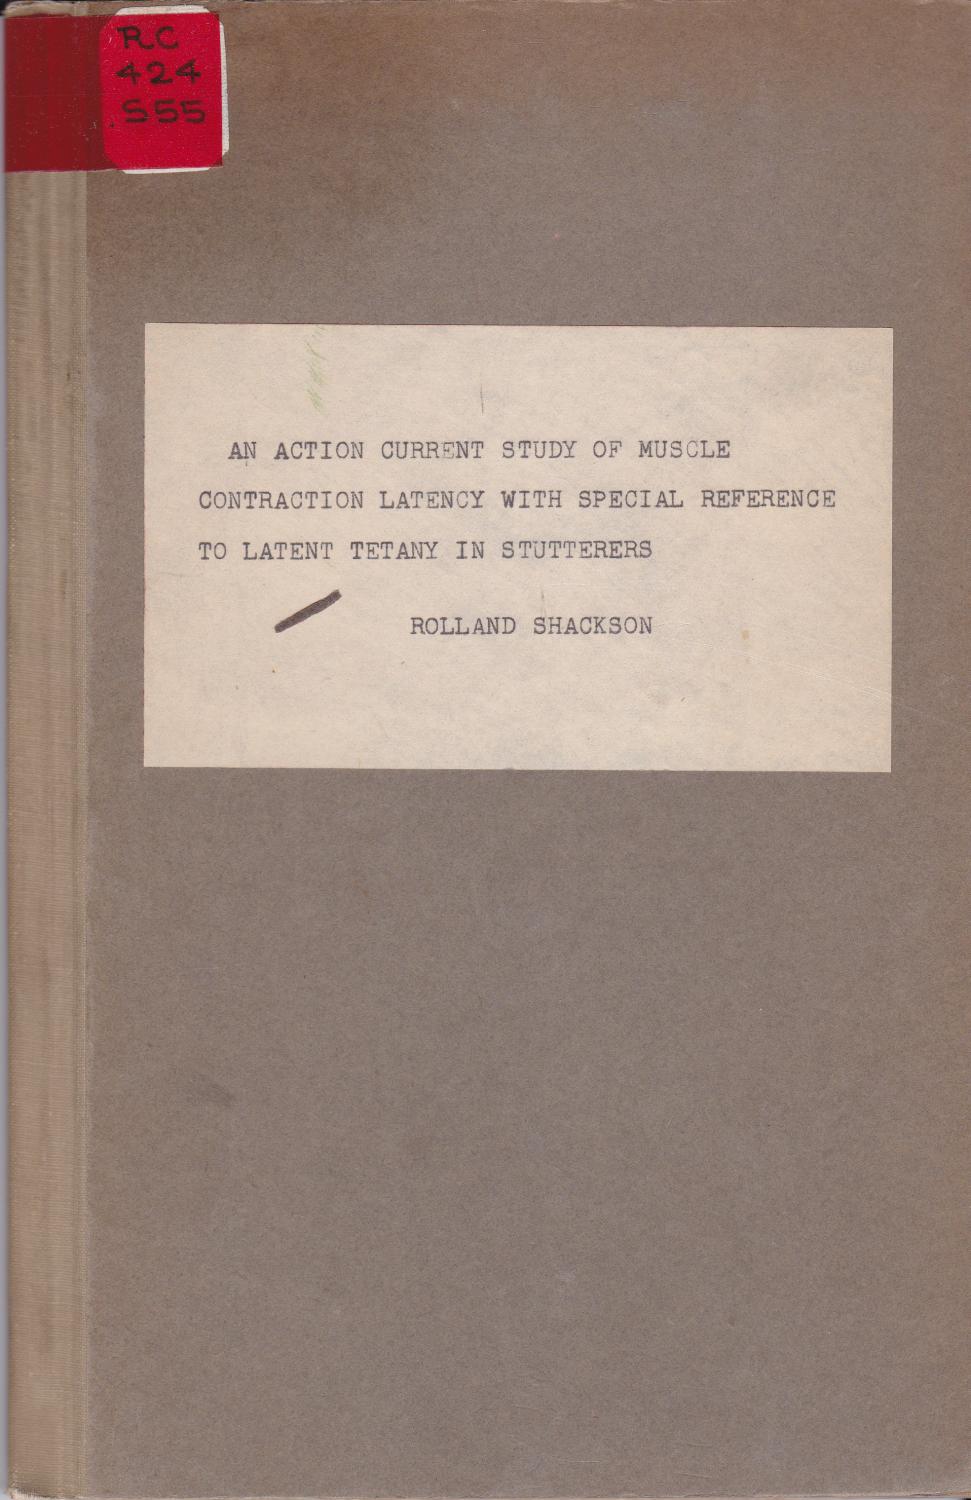 RC
424
.S55
AN ACTION CURRENT STUDY OF MUSCLE
CONTRACTION LATENCY WITH SPECIAL REFERENCE
TO LATENT TETANY IN STUTTERERS
ROLLAND SHACKSON